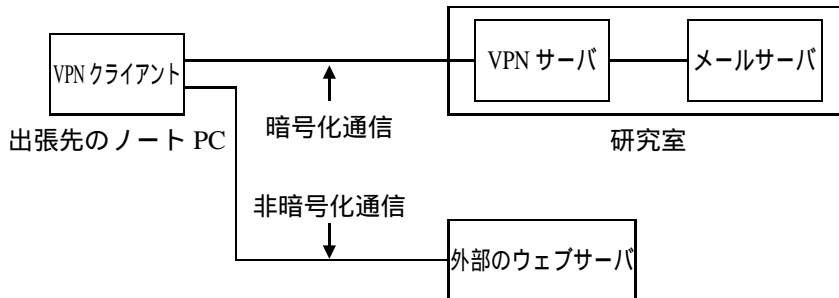 VPN クライアント
VPN サーバ
メールサーバ
出張先のノート PC
暗号化通信
研究室
非暗号化通信
外部のウェブサーバ